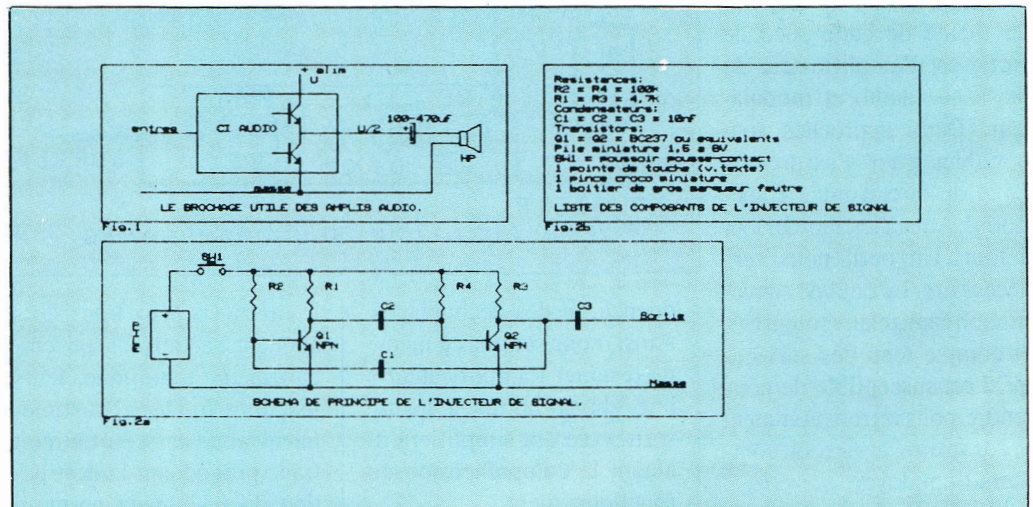 + alim
U
entree
CI AUDIO
U/2
100-470uF
+
HP
masse
LE BROCHAGE UTILE DES AMPLIS AUDIO.
Fig.1
Resistances:
R2 = R4 = 100k
R1 = R3 = 4,7k
Condensateurs:
C1 = C2 = C3 = 10nF
Transistors:
Q1 = Q2 = BC237 ou equivalents
Pile miniature 1,5 a 6V
SW1 = poussoir pousse-contact
1 pointe de touche (v.texte)
1 pince croco miniature
1 boitier de gros marqueur feutre
LISTE DES COMPOSANTS DE L'INJECTEUR DE SIGNAL
Fig.2b
SW1
R2
R1
R4
R3
C2
C3
Sortie
+
PILE
-
Q1
NPN
Q2
NPN
C1
Masse
SCHEMA DE PRINCIPE DE L'INJECTEUR DE SIGNAL.
Fig.2a